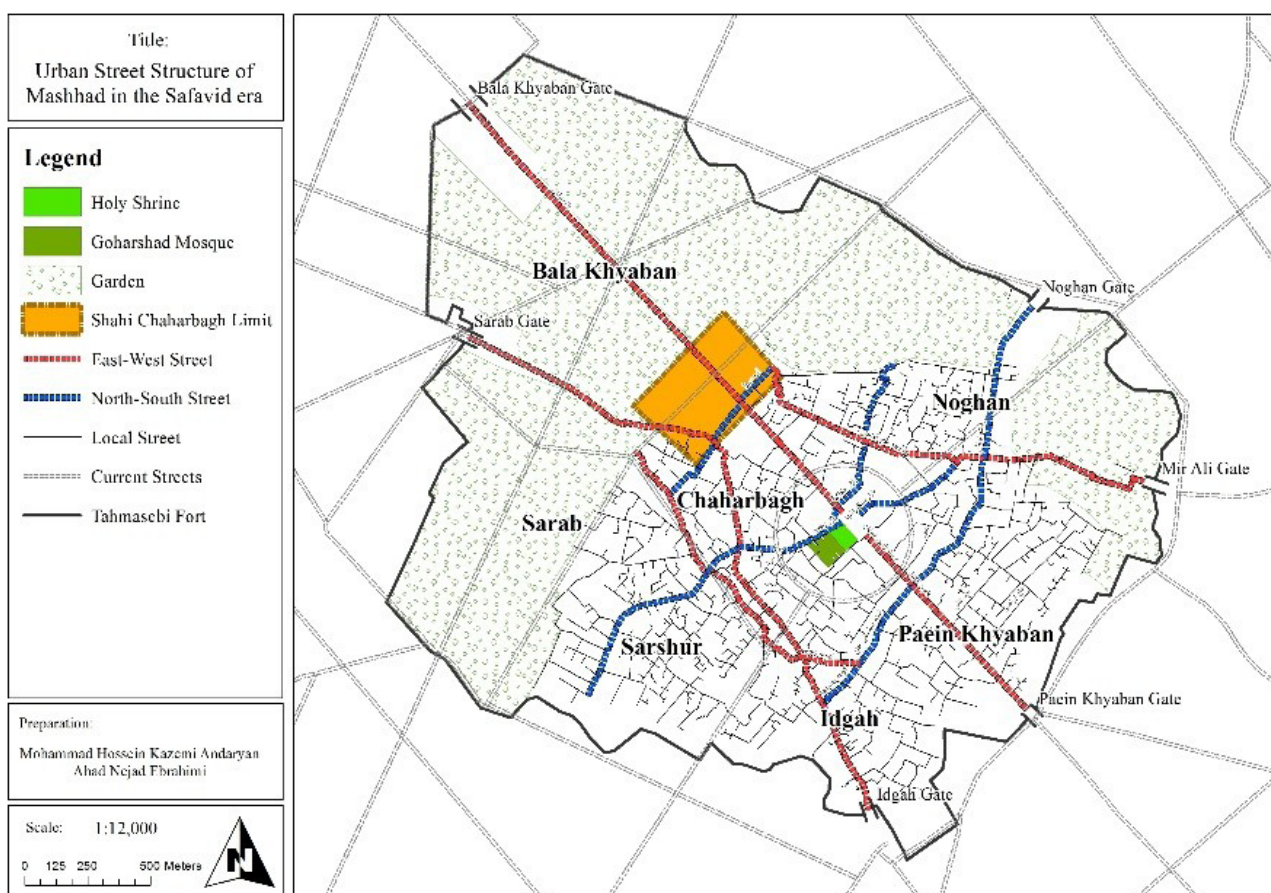 Title:
Urban Street Structure of
Mashhad in the Safavid era
Legend
Holy Shrine
Goharshad Mosque
Garden
Shahi Chaharbagh Limit
East-West Street
North-South Street
Local Street
Current Streets
Tahmasebi Fort
Preparation:
Mohammad Hossein Kazemi Andaryan
Ahad Nejad Ebrahimi
Scale: 1:12,000
0 125 250 500 Meters
N
Bala Khyaban Gate
Bala Khyaban
Noghan Gate
Sarab Gate
Noghan
Mir Ali Gate
Chaharbagh
Sarab
Sarshur
Paein Khyaban
Paein Khyaban Gate
Idgah
Idgah Gate